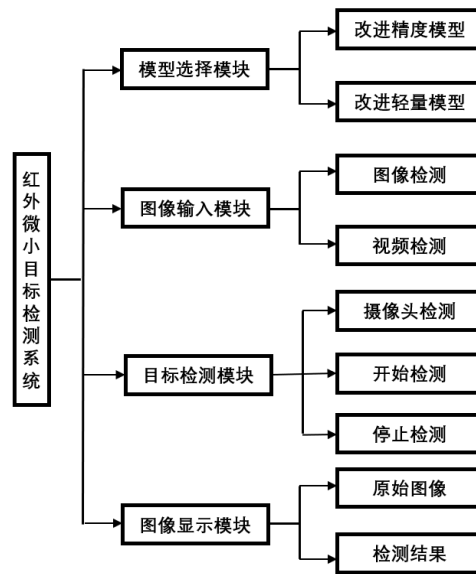 红外微小目标检测系统
模型选择模块
改进精度模型
改进轻量模型
图像输入模块
图像检测
视频检测
目标检测模块
摄像头检测
开始检测
停止检测
图像显示模块
原始图像
检测结果